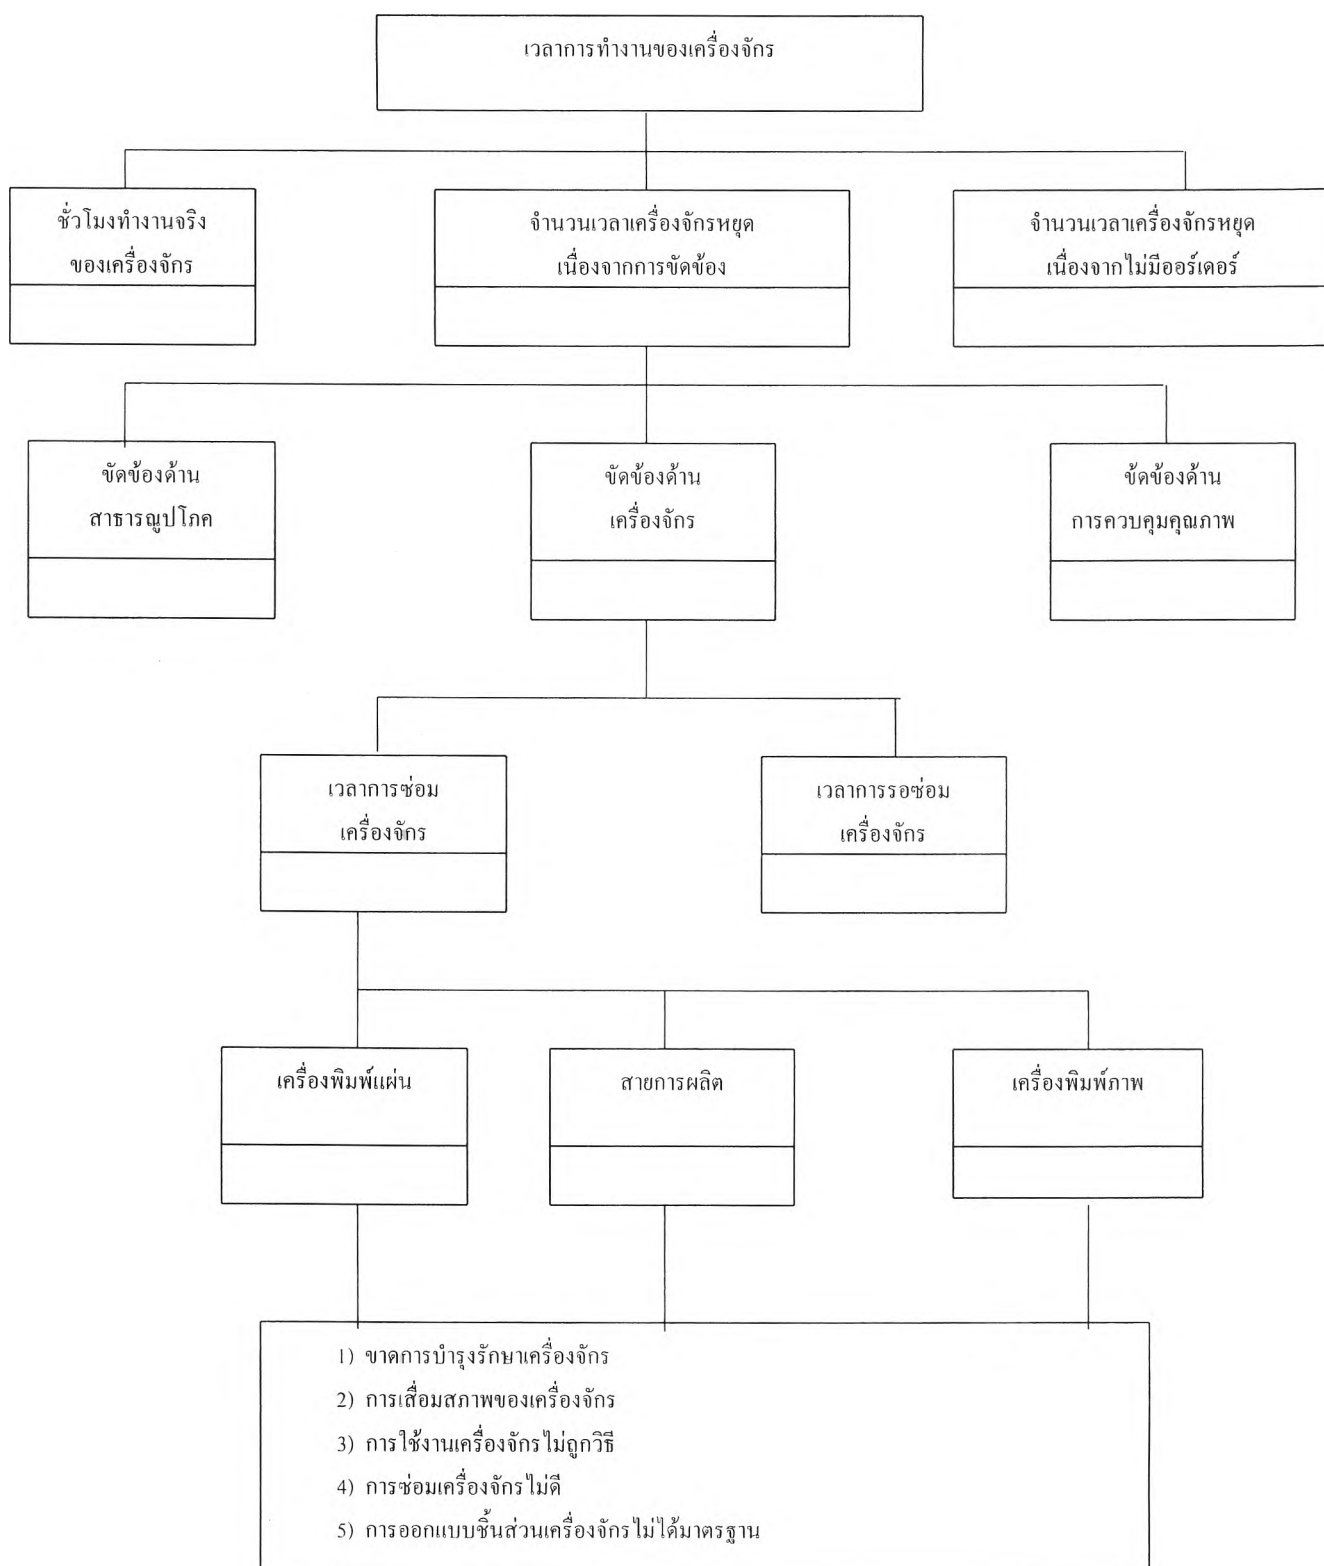 เวลาการทำงานของเครื่องจักร
ชั่วโมงทำงานจริง
ของเครื่องจักร
จำนวนเวลาเครื่องจักรหยุด
เนื่องจากการขัดข้อง
จำนวนเวลาเครื่องจักรหยุด
เนื่องจากไม่มีออร์เดอร์
ขัดข้องด้าน
สาธารณูปโภค
ขัดข้องด้าน
เครื่องจักร
ขัดข้องด้าน
การควบคุมคุณภาพ
เวลาการซ่อม
เครื่องจักร
เวลาการรอซ่อม
เครื่องจักร
เครื่องพิมพ์แผ่น
สายการผลิต
เครื่องพิมพ์ภาพ
1) ขาดการบำรุงรักษาเครื่องจักร
2) การเสื่อมสภาพของเครื่องจักร
3) การใช้งานเครื่องจักรไม่ถูกวิธี
4) การซ่อมเครื่องจักรไม่ดี
5) การออกแบบชิ้นส่วนเครื่องจักรไม่ได้มาตรฐาน